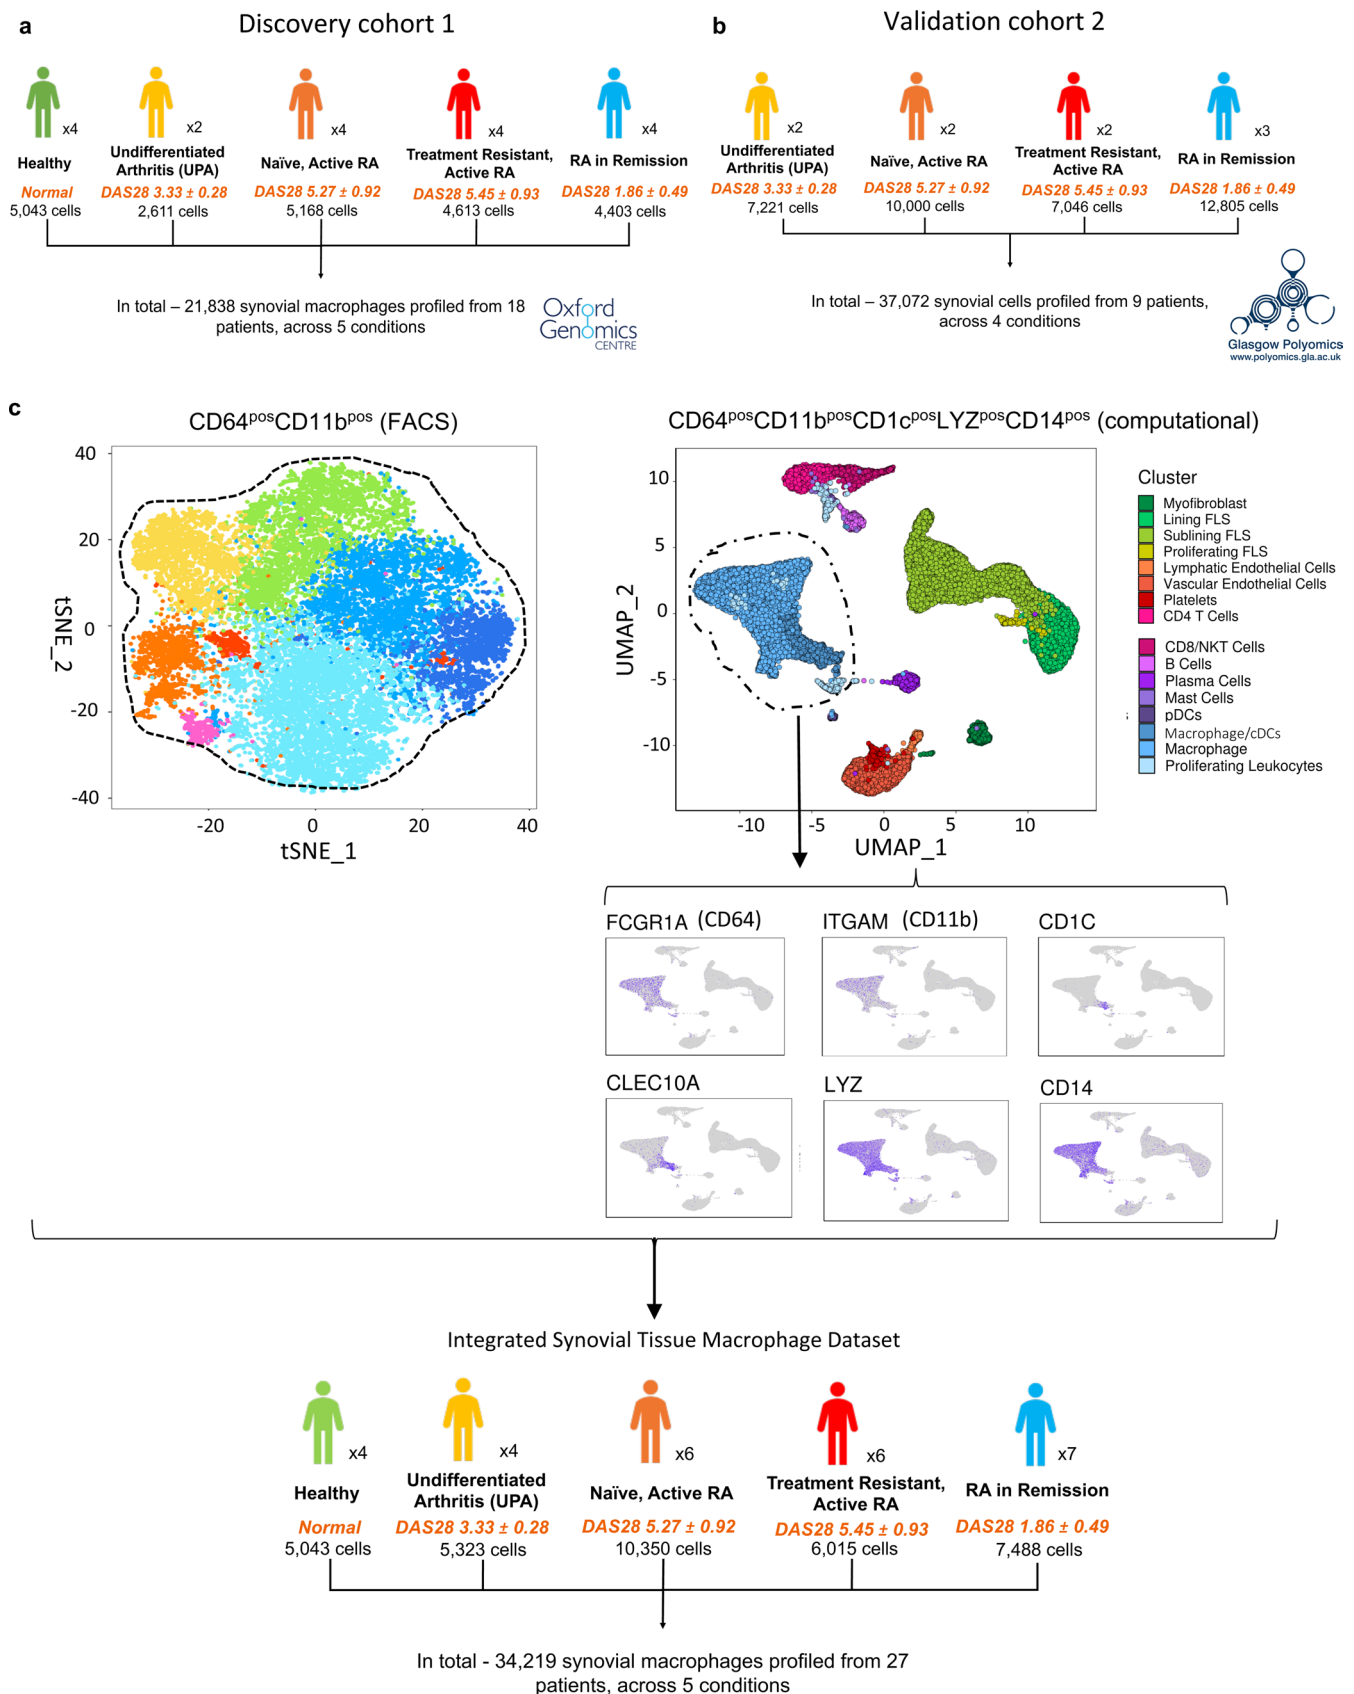 a
Discovery cohort 1
x4
x2
x4
x4
x4
Healthy
Undifferentiated
Arthritis (UPA)
Naïve, Active RA
Treatment Resistant,
Active RA
RA in Remission
Normal
DAS28 3.33 ± 0.28
DAS28 5.27 ± 0.92
DAS28 5.45 ± 0.93
DAS28 1.86 ± 0.49
5,043 cells
2,611 cells
5,168 cells
4,613 cells
4,403 cells
In total – 21,838 synovial macrophages profiled from 18
patients, across 5 conditions
Oxford
Genomics
CENTRE
b
Validation cohort 2
x2
x2
x2
x3
Undifferentiated
Arthritis (UPA)
Naïve, Active RA
Treatment Resistant,
Active RA
RA in Remission
DAS28 3.33 ± 0.28
DAS28 5.27 ± 0.92
DAS28 5.45 ± 0.93
DAS28 1.86 ± 0.49
7,221 cells
10,000 cells
7,046 cells
12,805 cells
In total – 37,072 synovial cells profiled from 9 patients,
across 4 conditions
Glasgow Polyomics
www.polyomics.gla.ac.uk
c
CD64posCD11bpos (FACS)
40
20
0
-20
-40
tSNE_2
-20
0
20
40
tSNE_1
CD64posCD11bposCD1cposLYZposCD14pos (computational)
10
5
0
-5
-10
UMAP_2
-10
-5
0
5
10
UMAP_1
Cluster
Myofibroblast
Lining FLS
Sublining FLS
Proliferating FLS
Lymphatic Endothelial Cells
Vascular Endothelial Cells
Platelets
CD4 T Cells
CD8/NKT Cells
B Cells
Plasma Cells
Mast Cells
pDCs
Macrophage/cDCs
Macrophage
Proliferating Leukocytes
FCGR1A (CD64)
ITGAM (CD11b)
CD1C
CLEC10A
LYZ
CD14
Integrated Synovial Tissue Macrophage Dataset
x4
x4
x6
x6
x7
Healthy
Undifferentiated
Arthritis (UPA)
Naïve, Active RA
Treatment Resistant,
Active RA
RA in Remission
Normal
DAS28 3.33 ± 0.28
DAS28 5.27 ± 0.92
DAS28 5.45 ± 0.93
DAS28 1.86 ± 0.49
5,043 cells
5,323 cells
10,350 cells
6,015 cells
7,488 cells
In total - 34,219 synovial macrophages profiled from 27
patients, across 5 conditions